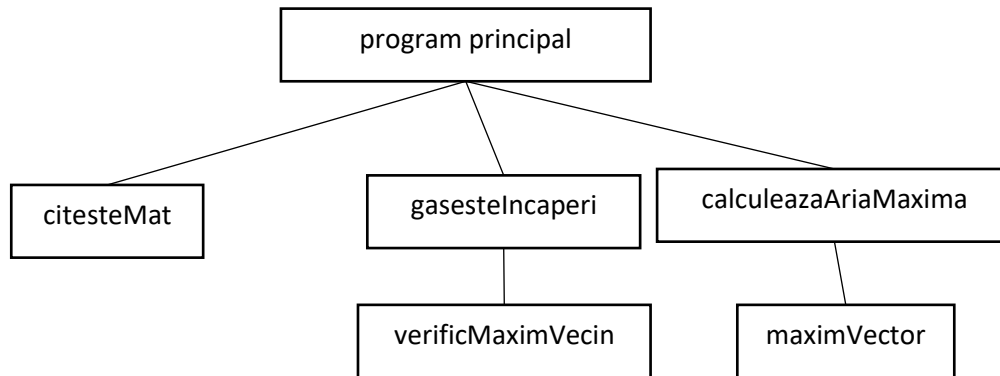 program principal
citesteMat
gasesteIncaperi
calculeazaAriaMaxima
verificMaximVecin
maximVector